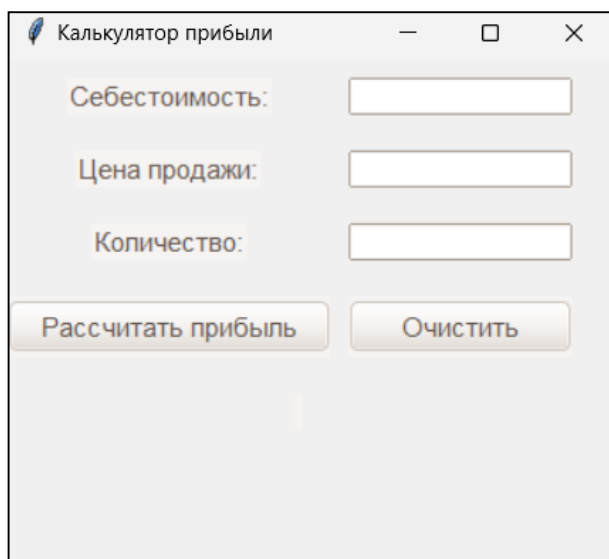 Калькулятор прибыли
Себестоимость:
Цена продажи:
Количество:
Рассчитать прибыль Очистить